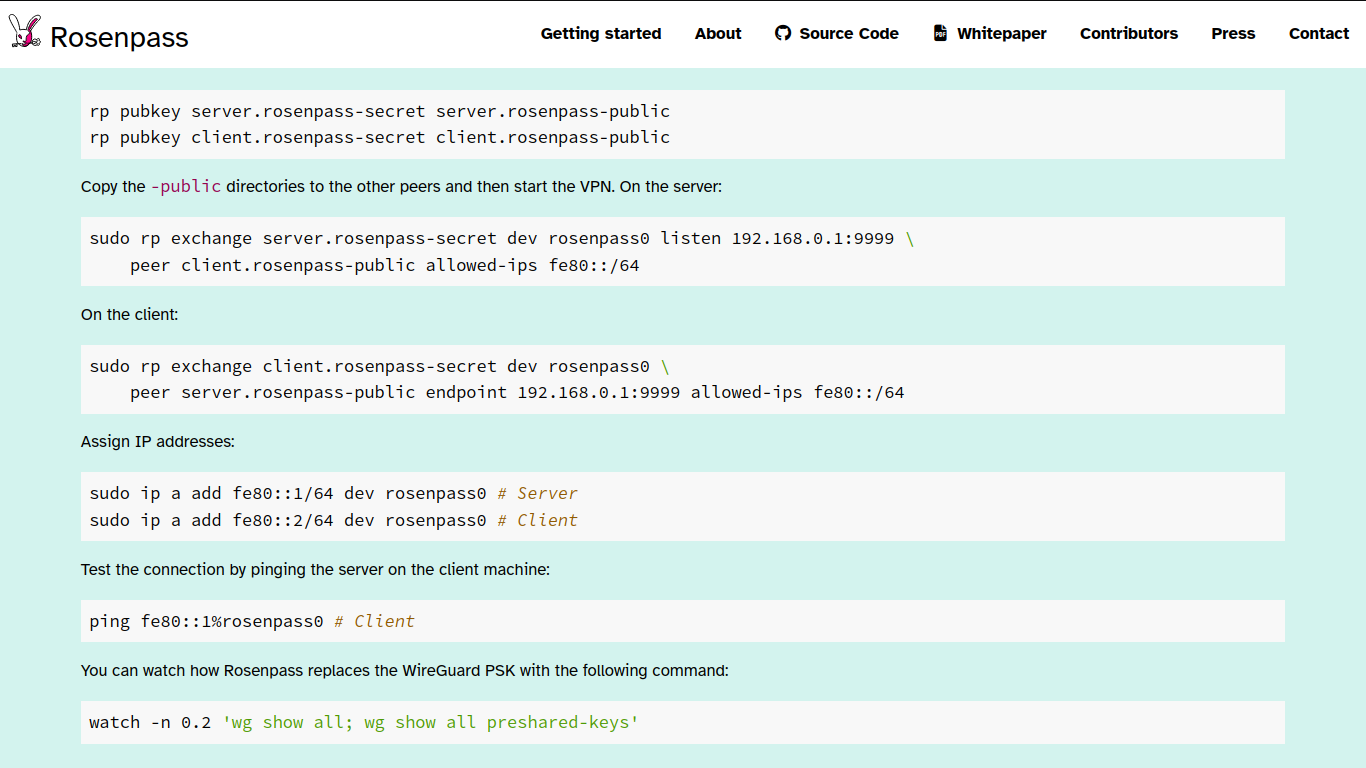 Rosenpass
Getting started About Source Code Whitepaper Contributors Press Contact
rp pubkey server.rosenpass-secret server.rosenpass-public
rp pubkey client.rosenpass-secret client.rosenpass-public
Copy the -public directories to the other peers and then start the VPN. On the server:
sudo rp exchange server.rosenpass-secret dev rosenpass0 listen 192.168.0.1:9999 \
    peer client.rosenpass-public allowed-ips fe80::/64
On the client:
sudo rp exchange client.rosenpass-secret dev rosenpass0 \
    peer server.rosenpass-public endpoint 192.168.0.1:9999 allowed-ips fe80::/64
Assign IP addresses:
sudo ip a add fe80::1/64 dev rosenpass0 # Server
sudo ip a add fe80::2/64 dev rosenpass0 # Client
Test the connection by pinging the server on the client machine:
ping fe80::1%rosenpass0 # Client
You can watch how Rosenpass replaces the WireGuard PSK with the following command:
watch -n 0.2 'wg show all; wg show all preshared-keys'